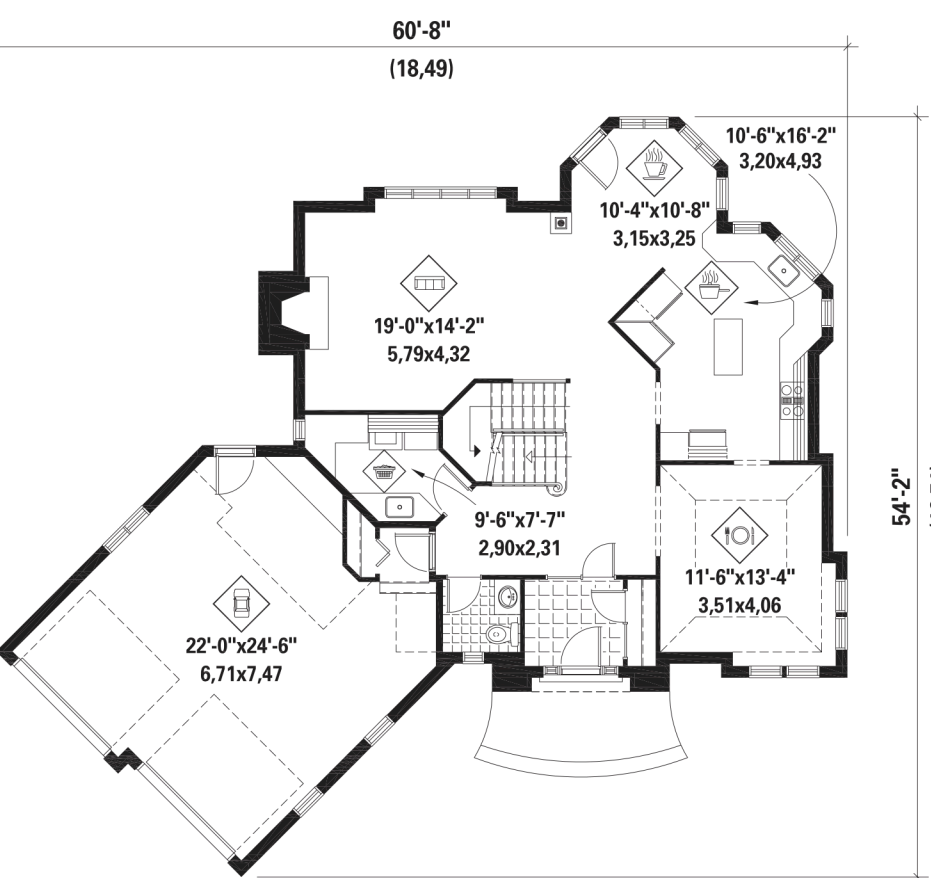 60'-8"
(18,49)
10'-6"x16'-2"
3,20x4,93
10'-4"x10'-8"
3,15x3,25
19'-0"x14'-2"
5,79x4,32
54'-2"
9'-6"x7'-7"
2,90x2,31
11'-6"x13'-4"
3,51x4,06
22'-0"x24'-6"
6,71x7,47